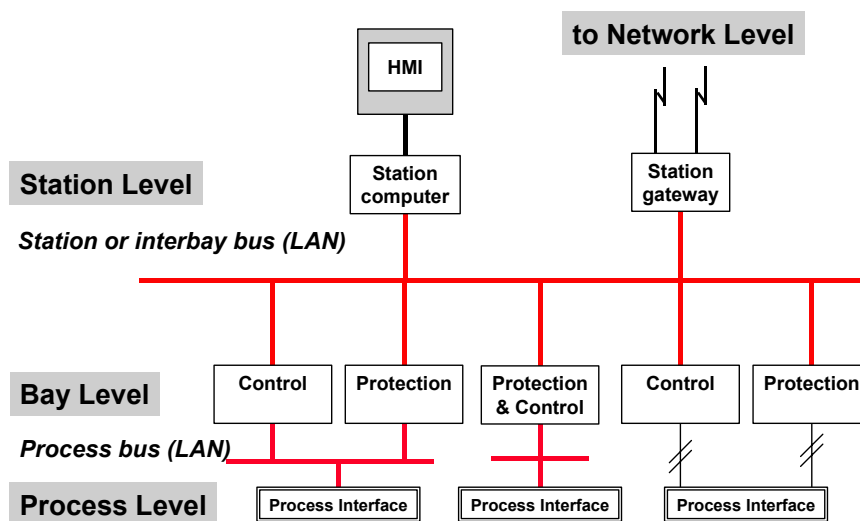 to Network Level
HMI
Station Level
Station
computer
Station
gateway
Station or interbay bus (LAN)
Bay Level
Control
Protection
Protection
& Control
Control
Protection
Process bus (LAN)
Process Level
Process Interface
Process Interface
Process Interface